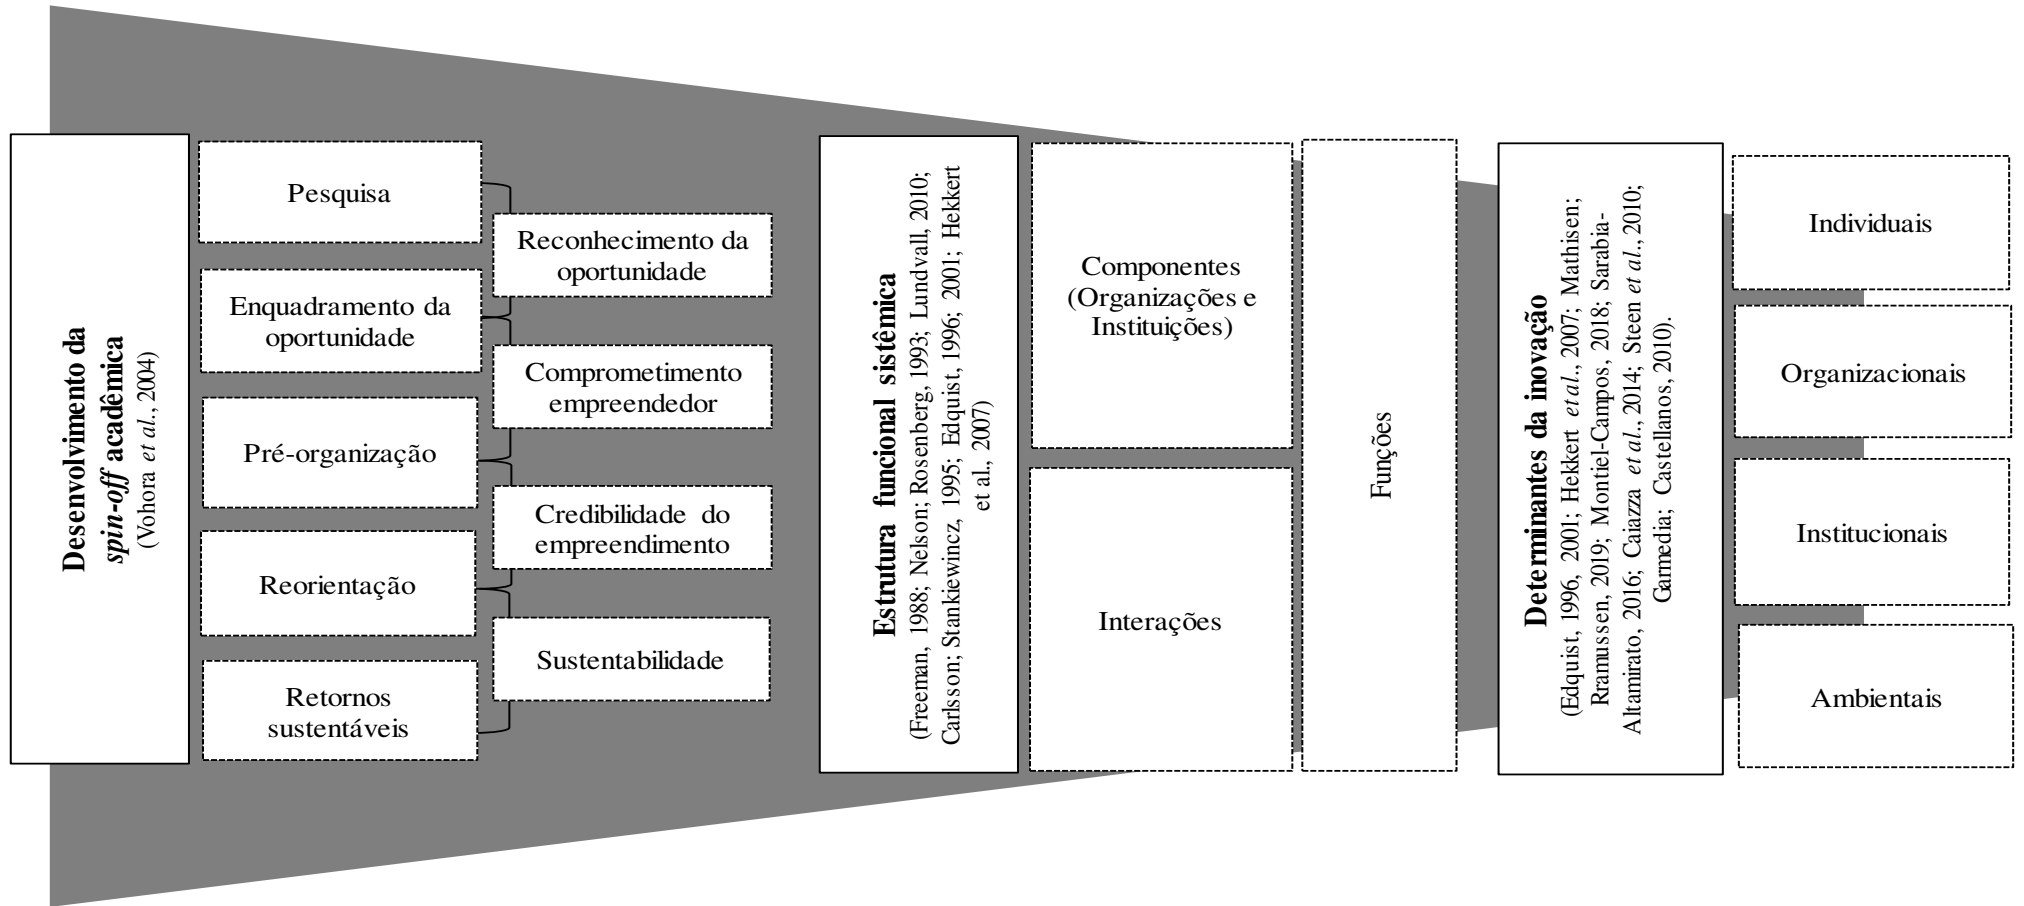 Desenvolvimento da
spin-off acadêmica
(Vohora et al., 2004)
Pesquisa
Enquadramento da
oportunidade
Pré-organização
Reorientação
Retornos
sustentáveis
Reconhecimento da
oportunidade
Comprometimento
empreendedor
Credibilidade do
empreendimento
Sustentabilidade
Estrutura funcional sistêmica
(Freeman, 1988; Nelson; Rosenberg, 1993; Lundvall, 2010;
Carlsson; Stankiewincz, 1995; Edquist, 1996; 2001; Hekkert
et al., 2007)
Componentes
(Organizações e
Instituições)
Interações
Funções
Determinantes da inovação
(Edquist, 1996, 2001; Hekkert et al., 2007; Mathisen;
Rramussen, 2019; Montiel-Campos, 2018; Sarabia-
Altamirato, 2016; Caiazza et al., 2014; Steen et al., 2010;
Garmedia; Castellanos, 2010).
Individuais
Organizacionais
Institucionais
Ambientais